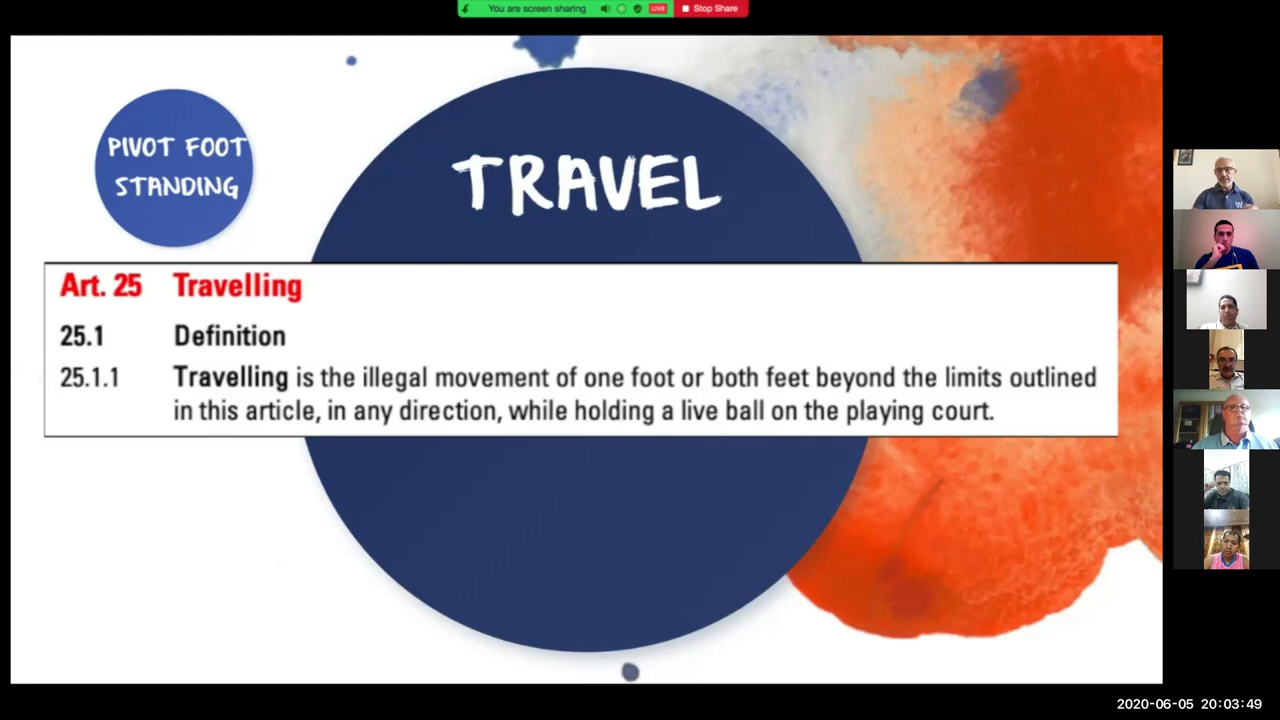 You are screen sharing LIVE Stop Share
PIVOT FOOT
STANDING
TRAVEL
Art. 25 Travelling
25.1 Definition
25.1.1 Travelling is the illegal movement of one foot or both feet beyond the limits outlined
in this article, in any direction, while holding a live ball on the playing court.
2020-06-05 20:03:49